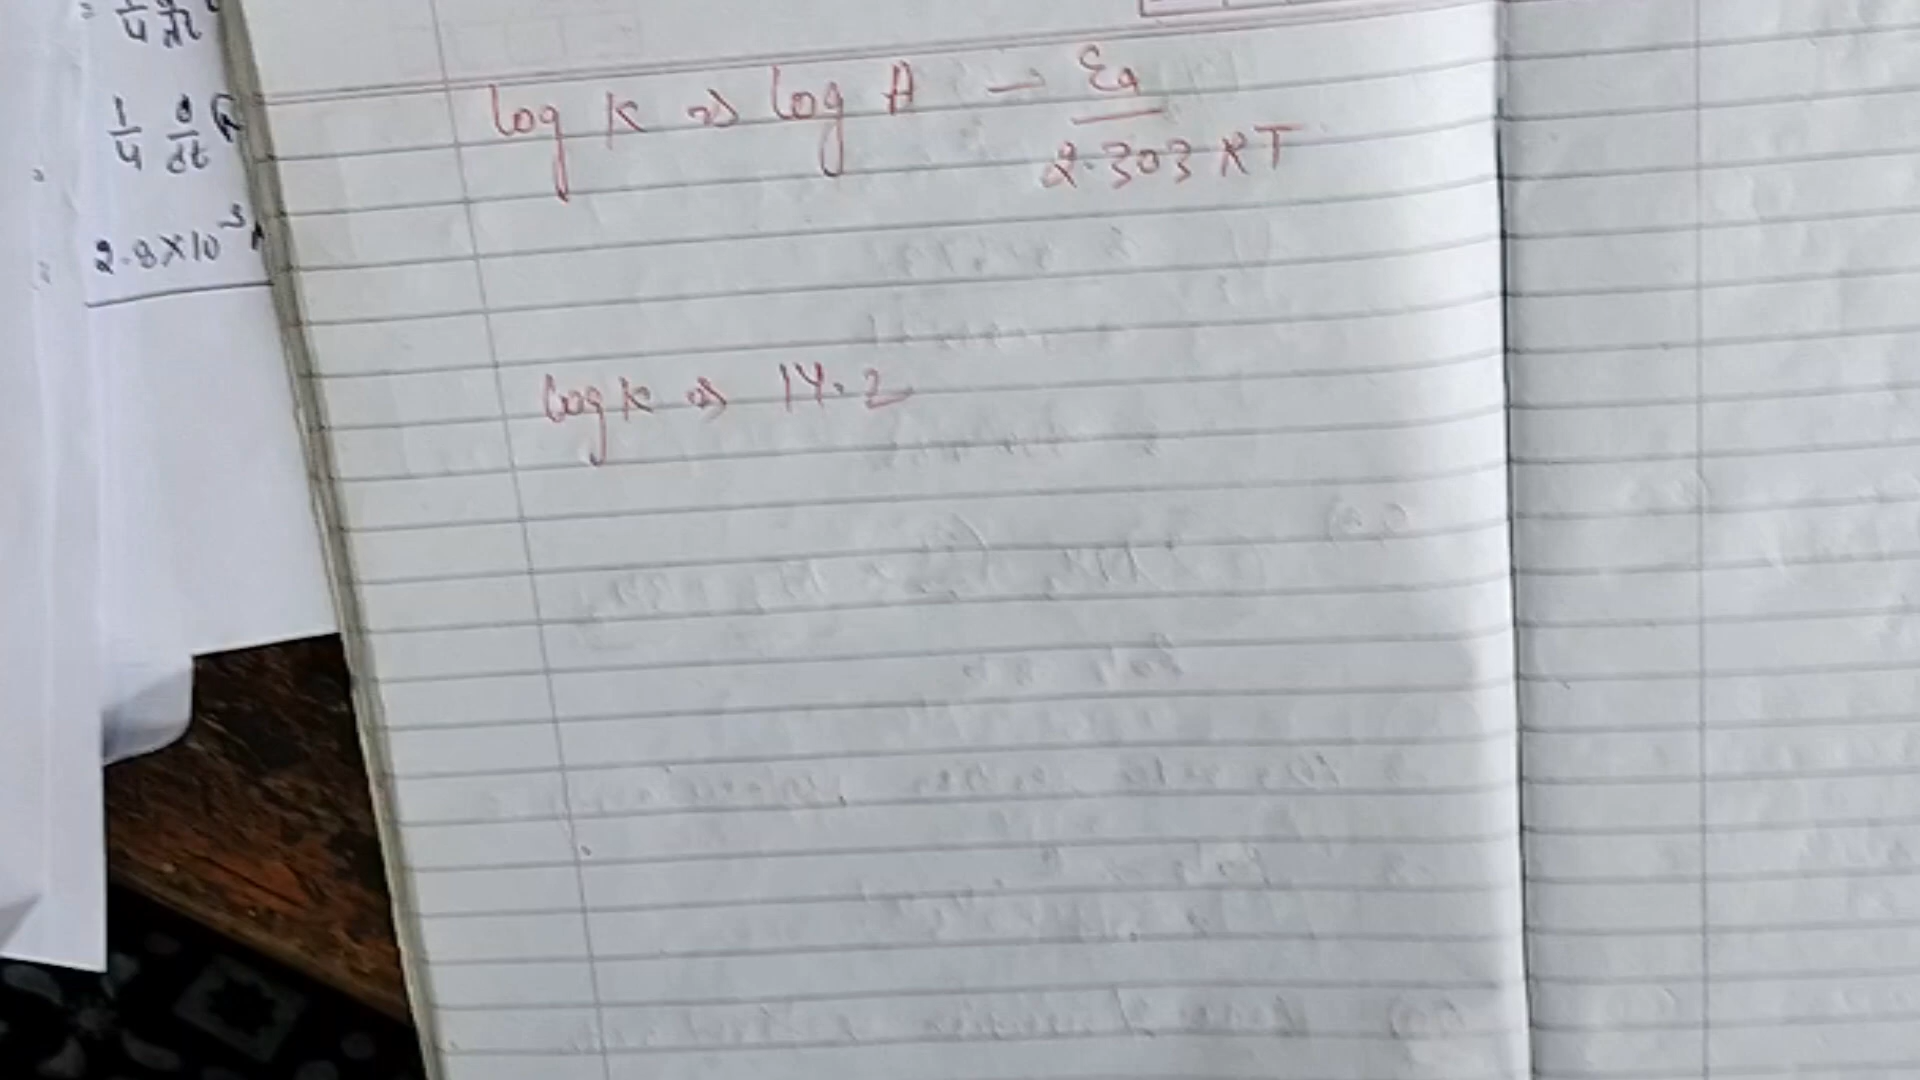 1/4 d/dt
2.8×10⁻³
log K ⇒ log A - Ea/2.303 RT
log K ⇒ 14.2